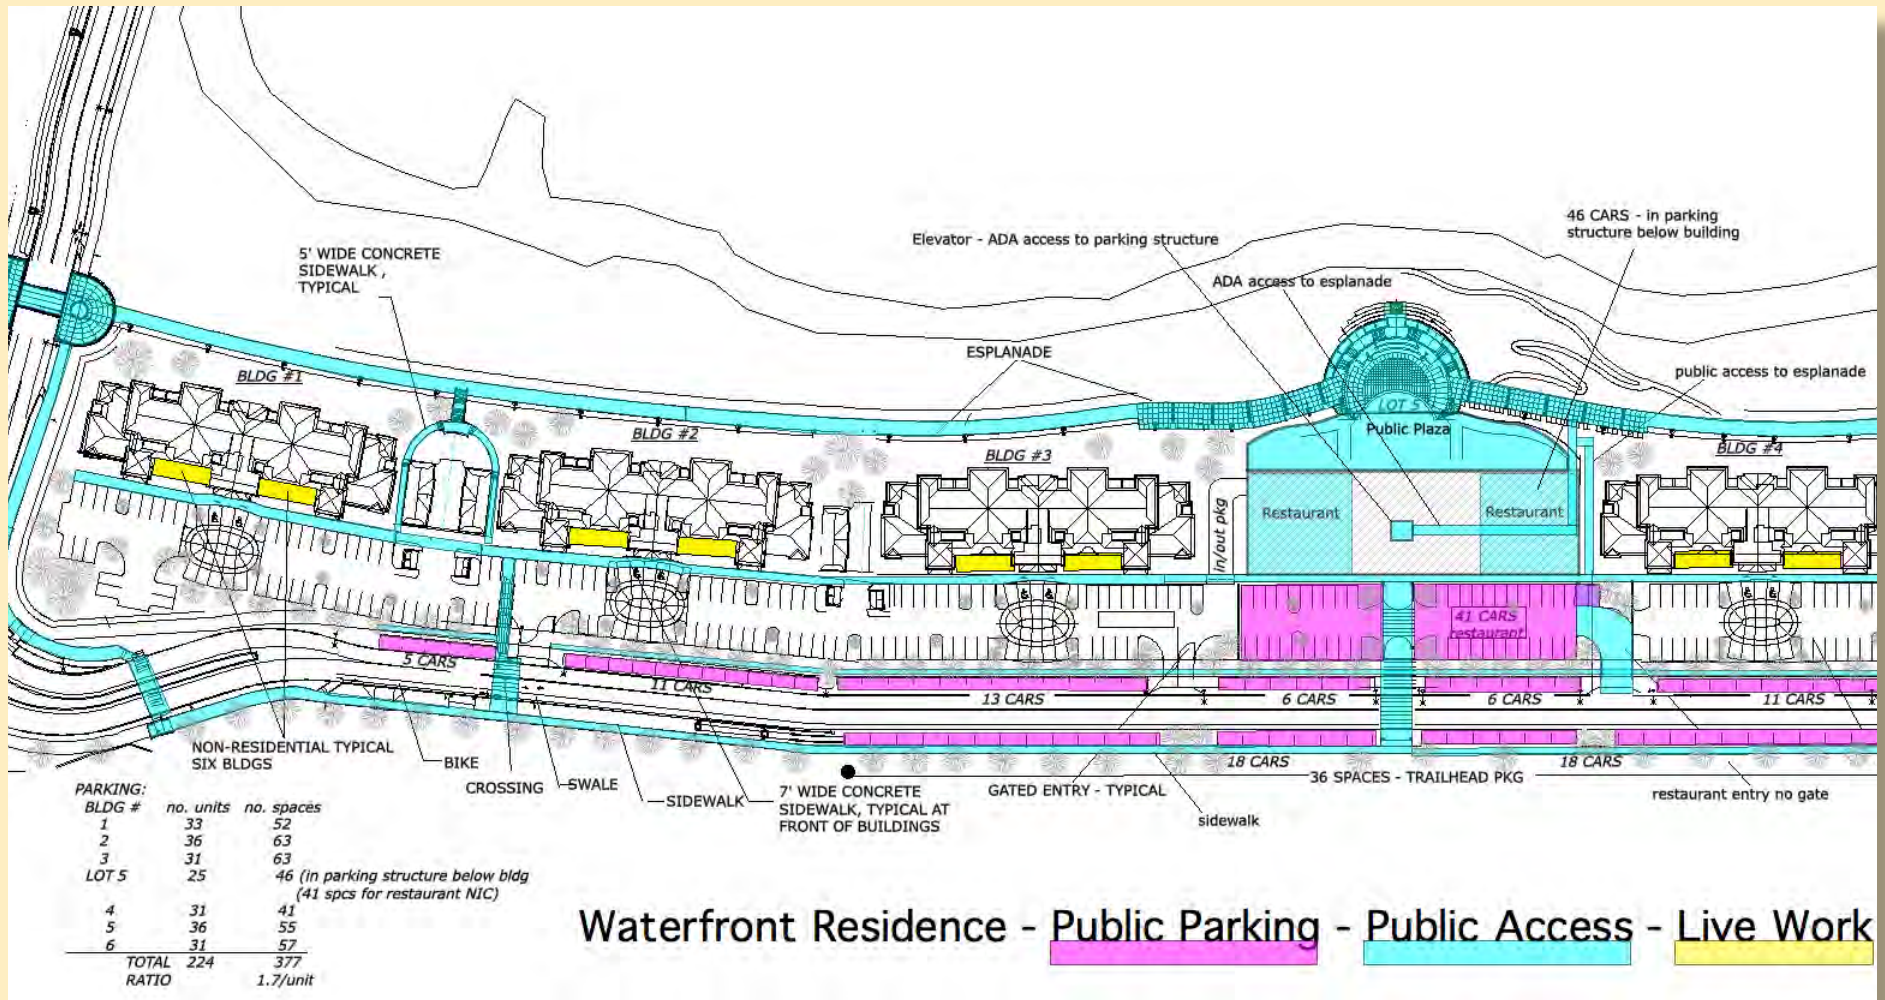 46 CARS - in parking
structure below building
Elevator - ADA access to parking structure
5' WIDE CONCRETE
SIDEWALK ,
TYPICAL
ADA access to esplanade
ESPLANADE
public access to esplanade
BLDG #1
LOT 5
Public Plaza
BLDG #2
BLDG #3
BLDG #4
Restaurant
Restaurant
in/out pkg
41 CARS
restaurant
5 CARS
11 CARS
13 CARS
6 CARS
6 CARS
11 CARS
NON-RESIDENTIAL TYPICAL
SIX BLDGS
BIKE
CROSSING
SWALE
SIDEWALK
7' WIDE CONCRETE
SIDEWALK, TYPICAL AT
FRONT OF BUILDINGS
18 CARS
18 CARS
36 SPACES - TRAILHEAD PKG
GATED ENTRY - TYPICAL
restaurant entry no gate
sidewalk
PARKING:
BLDG # no. units no. spaces
1 33 52
2 36 63
3 31 63
LOT 5 25 46 (in parking structure below bldg
(41 spcs for restaurant NIC)
4 31 41
5 36 55
6 31 57
TOTAL 224 377
RATIO 1.7/unit
Waterfront Residence - Public Parking - Public Access - Live Work